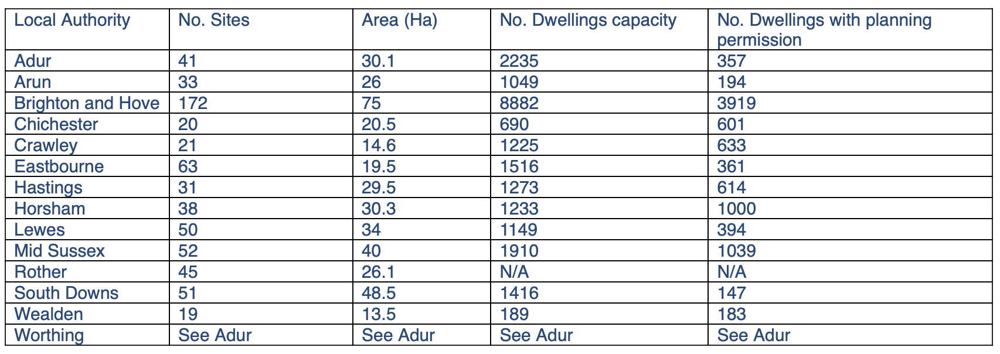 Local Authority No. Sites Area (Ha) No. Dwellings capacity No. Dwellings with planning
permission
Adur 41 30.1 2235 357
Arun 33 26 1049 194
Brighton and Hove 172 75 8882 3919
Chichester 20 20.5 690 601
Crawley 21 14.6 1225 633
Eastbourne 63 19.5 1516 361
Hastings 31 29.5 1273 614
Horsham 38 30.3 1233 1000
Lewes 50 34 1149 394
Mid Sussex 52 40 1910 1039
Rother 45 26.1 N/A N/A
South Downs 51 48.5 1416 147
Wealden 19 13.5 189 183
Worthing See Adur See Adur See Adur See Adur